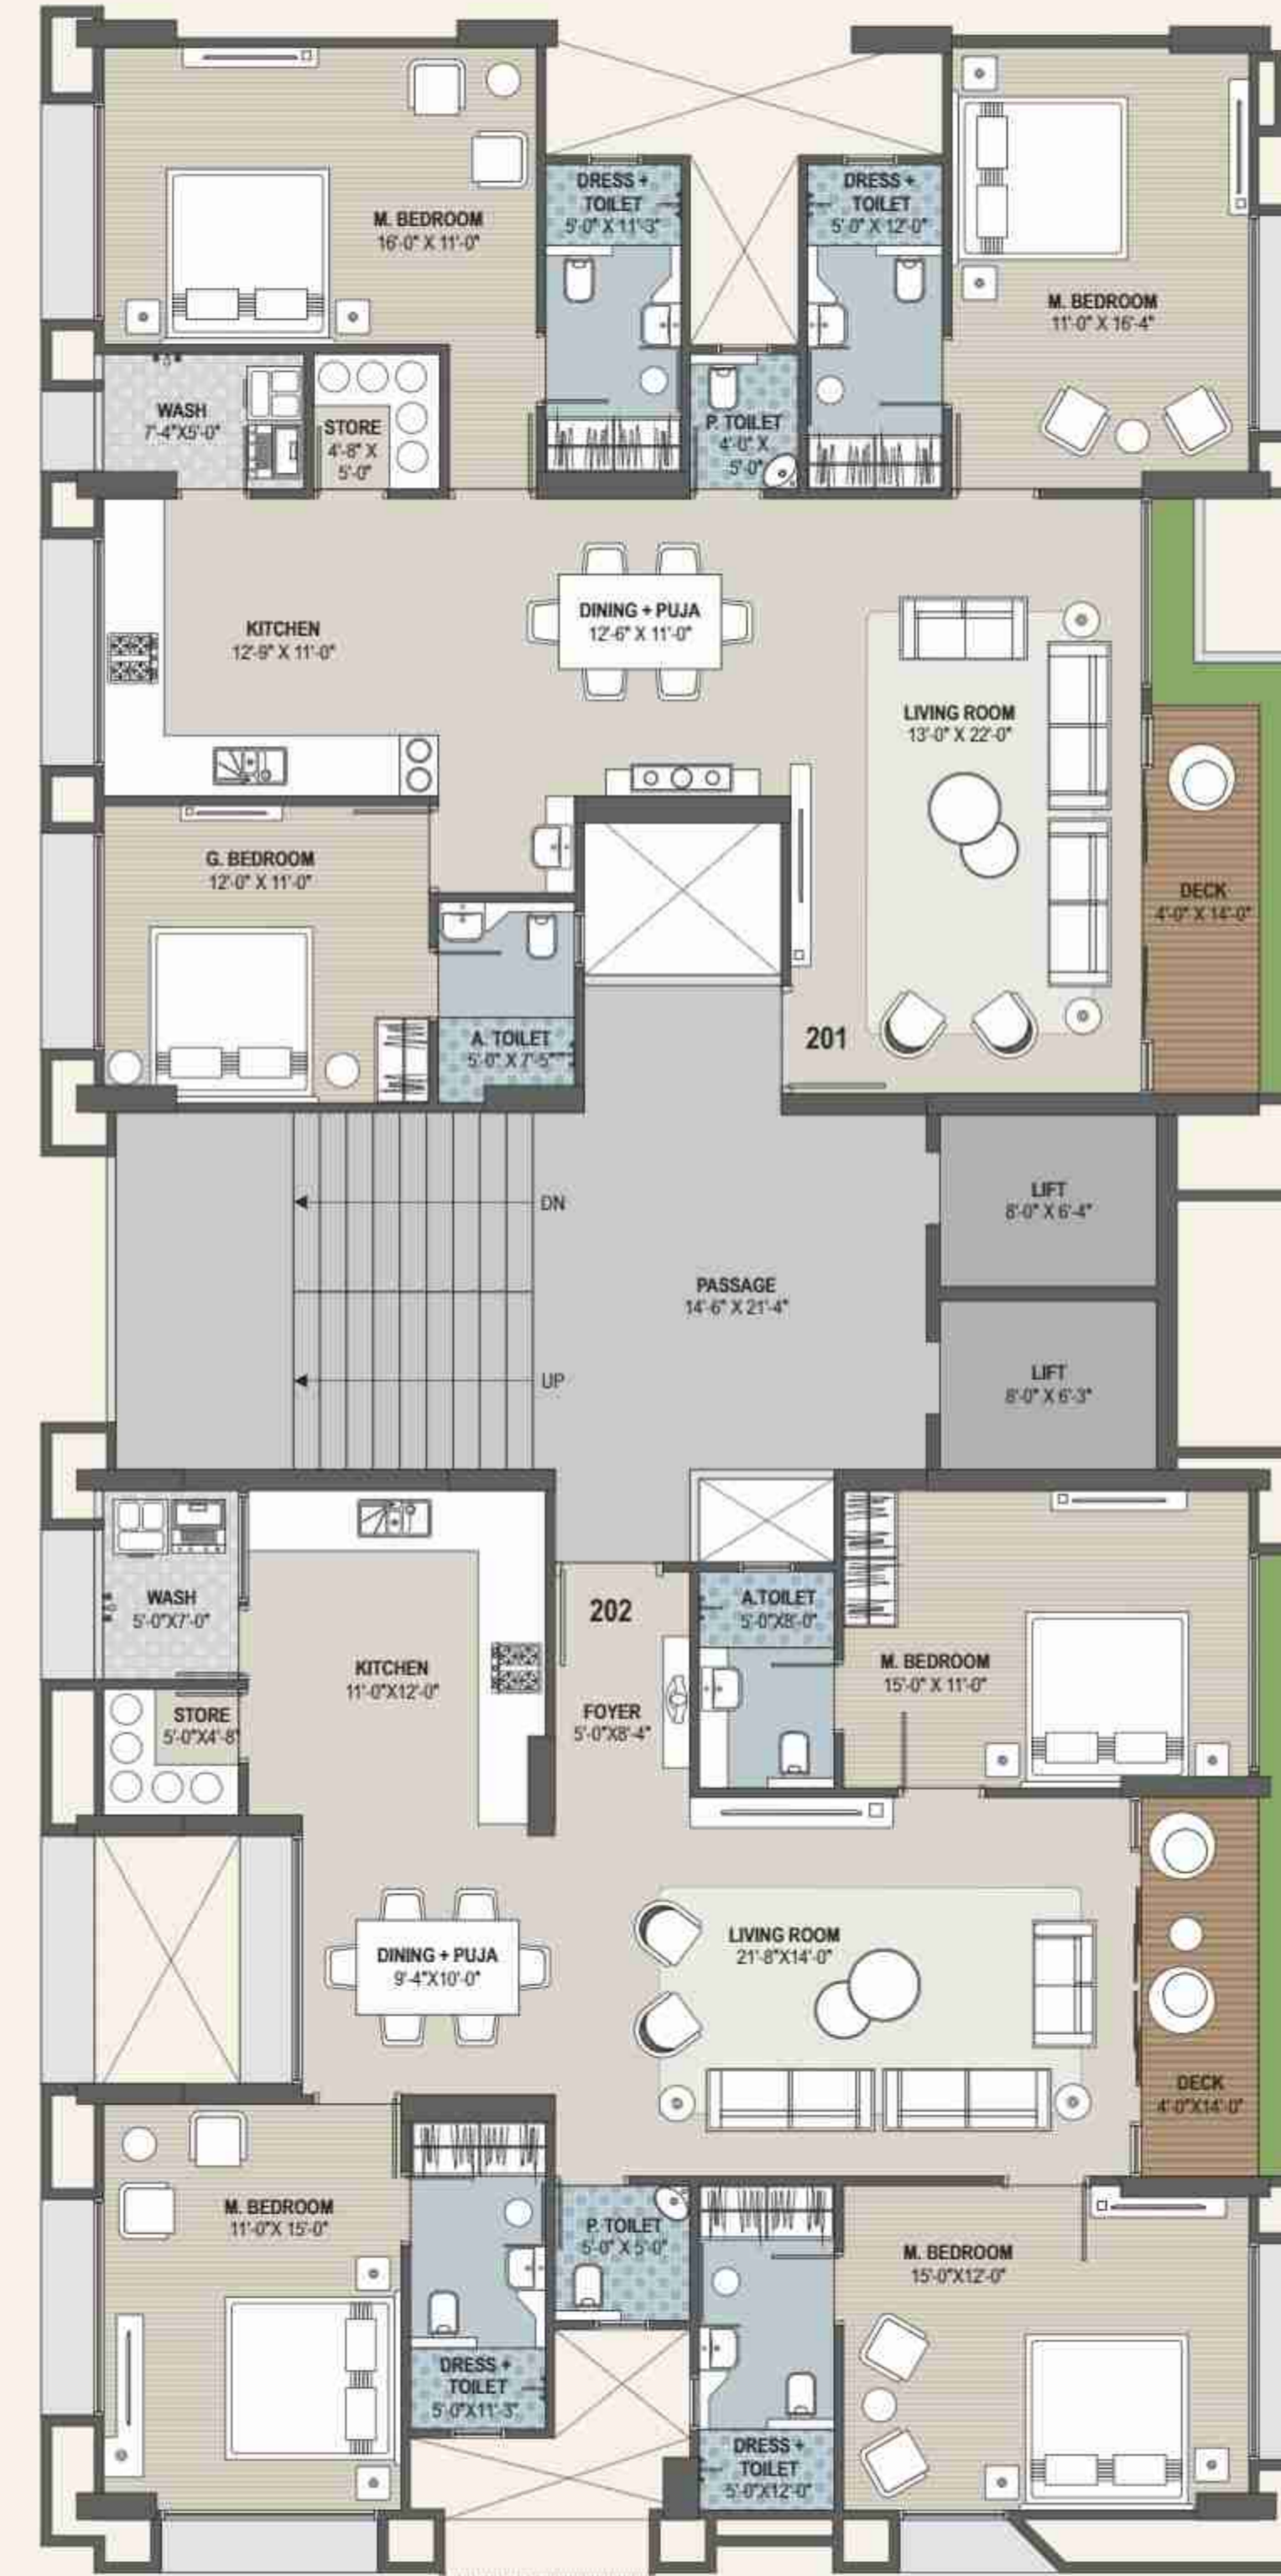 DRESS +
TOILET
5'-0" X 11'-3"
DRESS +
TOILET
5'-0" X 12'-0"
M. BEDROOM
16'-0" X 11'-0"
M. BEDROOM
11'-0" X 16'-4"
WASH
7'-4"X5'-0"
STORE
4'-8" X
5'-0"
P. TOILET
4'-0" X
5'-0"
KITCHEN
12'-9" X 11'-0"
DINING + PUJA
12'-6" X 11'-0"
LIVING ROOM
13'-0" X 22'-0"
G. BEDROOM
12'-0" X 11'-0"
DECK
4'-0" X 14'-0"
A. TOILET
5'-0" X 7'-5"
201
DN
LIFT
8'-0" X 6'-4"
PASSAGE
14'-6" X 21'-4"
UP
LIFT
8'-0" X 6'-3"
WASH
5'-0"X7'-0"
202
A.TOILET
5'-0"X8'-0"
KITCHEN
11'-0"X12'-0"
M. BEDROOM
15'-0" X 11'-0"
STORE
5'-0"X4'-8"
FOYER
5'-0"X8'-4"
DINING + PUJA
9'-4"X10'-0"
LIVING ROOM
21'-8"X14'-0"
DECK
4'-0"X14'-0"
M. BEDROOM
11'-0"X 15'-0"
P. TOILET
5'-0" X 5'-0"
M. BEDROOM
15'-0"X12'-0"
DRESS +
TOILET
5'-0"X11'-3"
DRESS +
TOILET
5'-0"X12'-0"